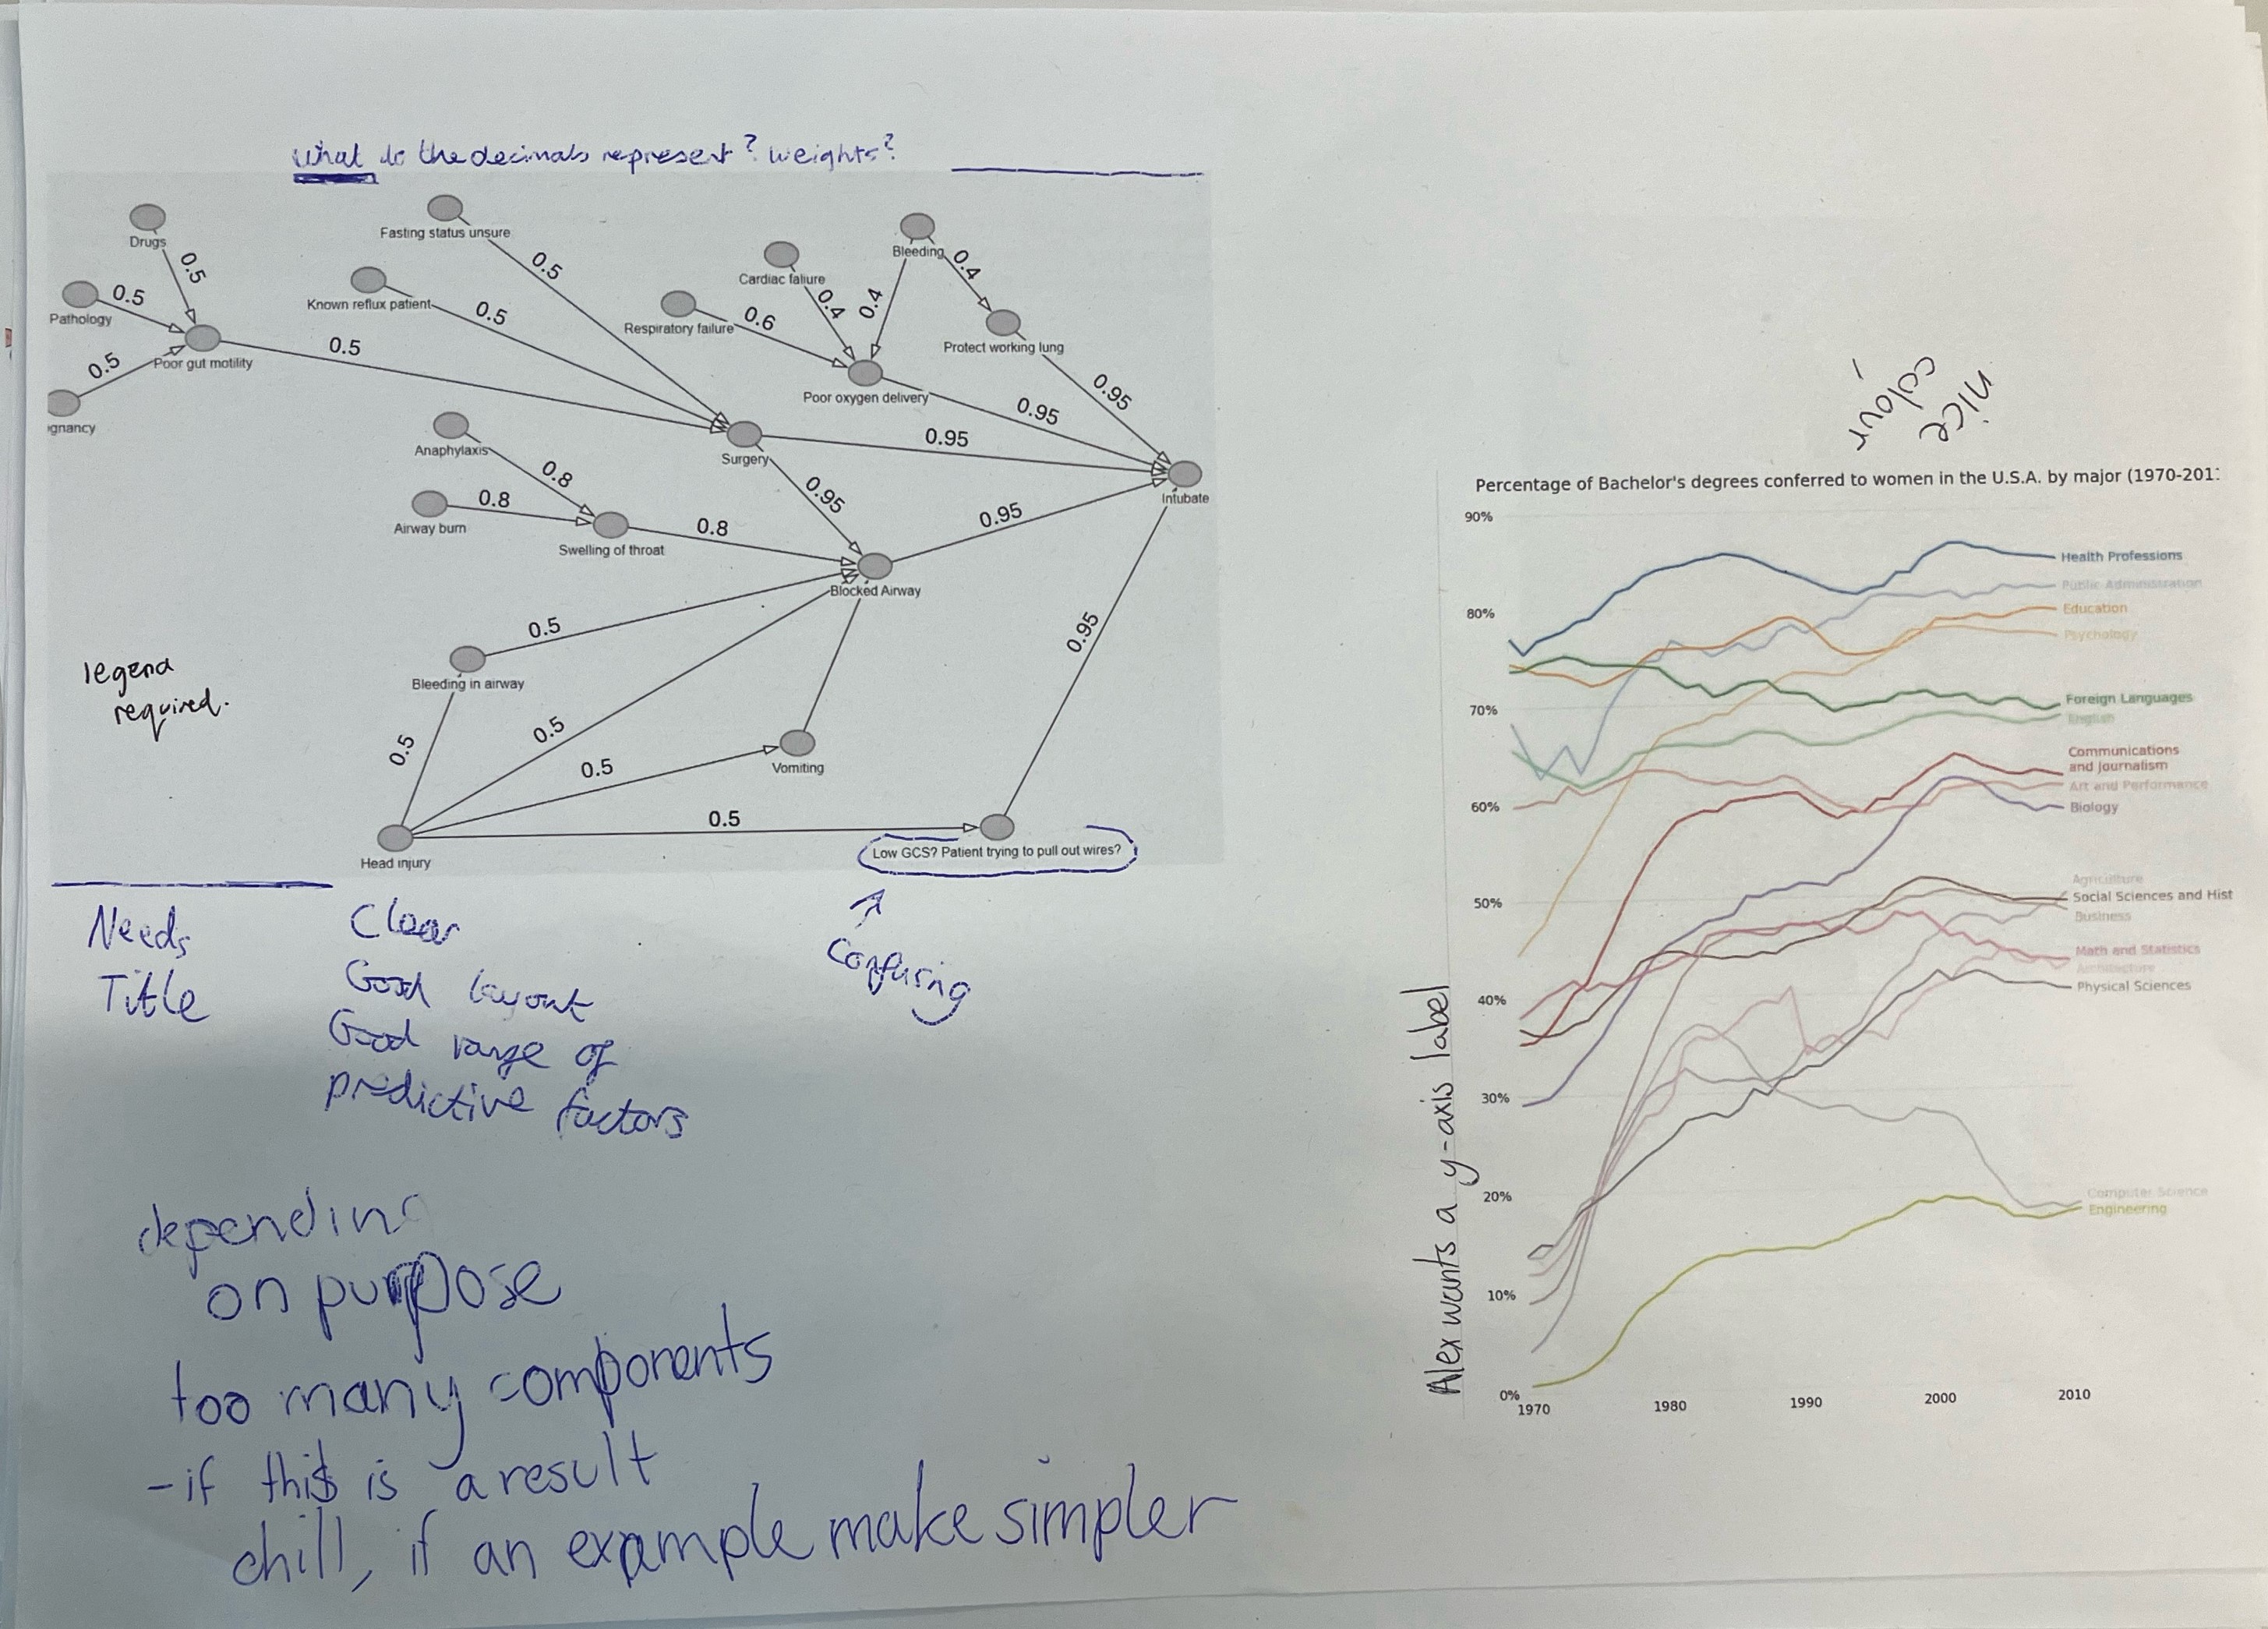 what do the decimals represent? weights?
Drugs
0.5
Pathology
0.5
0.5
Poor gut motility
gnancy
0.5
Fasting status unsure
0.5
Known reflux patient
0.5
Cardiac faliure
0.4
Bleeding
0.4
0.4
Respiratory failure
0.6
Protect working lung
Poor oxygen delivery
0.95
0.95
Anaphylaxis
0.8
Airway burn
0.8
Swelling of throat
0.8
Surgery
0.95
0.95
Intubate
0.95
Blocked Airway
Bleeding in airway
0.5
0.5
0.5
0.5
Vomiting
0.95
0.5
Head injury
Low GCS? Patient trying to pull out wires?
legend
required.
Needs
Title
Clear
Good layout
Good range of
predictive factors
Confusing
depending
on purpose
too many components
- if this is a result
chill, if an example make simpler
nice
colour
Alex wants a y-axis label
Percentage of Bachelor's degrees conferred to women in the U.S.A. by major (1970-201
90%
80%
70%
60%
50%
40%
30%
20%
10%
0%
1970
1980
1990
2000
2010
Health Professions
Public Administration
Education
Psychology
Foreign Languages
English
Communications
and Journalism
Art and Performance
Biology
Agriculture
Social Sciences and Hist
Business
Math and Statistics
Architecture
Physical Sciences
Computer Science
Engineering